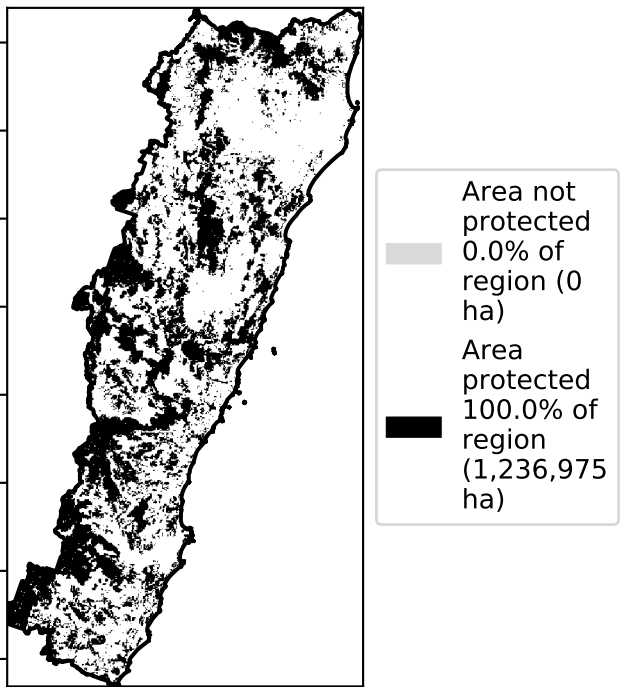 Area not
protected
0.0% of
region (0
ha)
Area
protected
100.0% of
region
(1,236,975
ha)